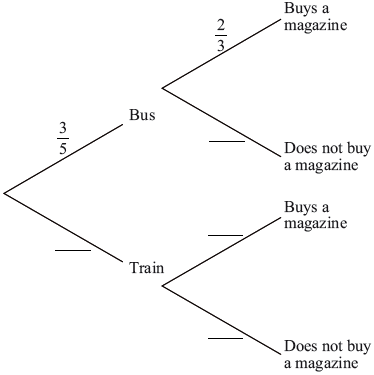 Buys a
magazine
2
3
Bus
3
5
Does not buy
a magazine
Buys a
magazine
Train
Does not buy
a magazine